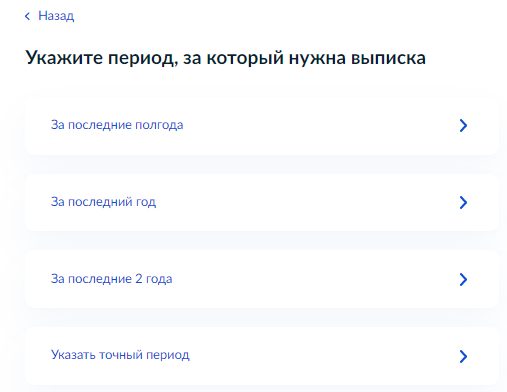 Назад
Укажите период, за который нужна выписка
За последние полгода
За последний год
За последние 2 года
Указать точный период